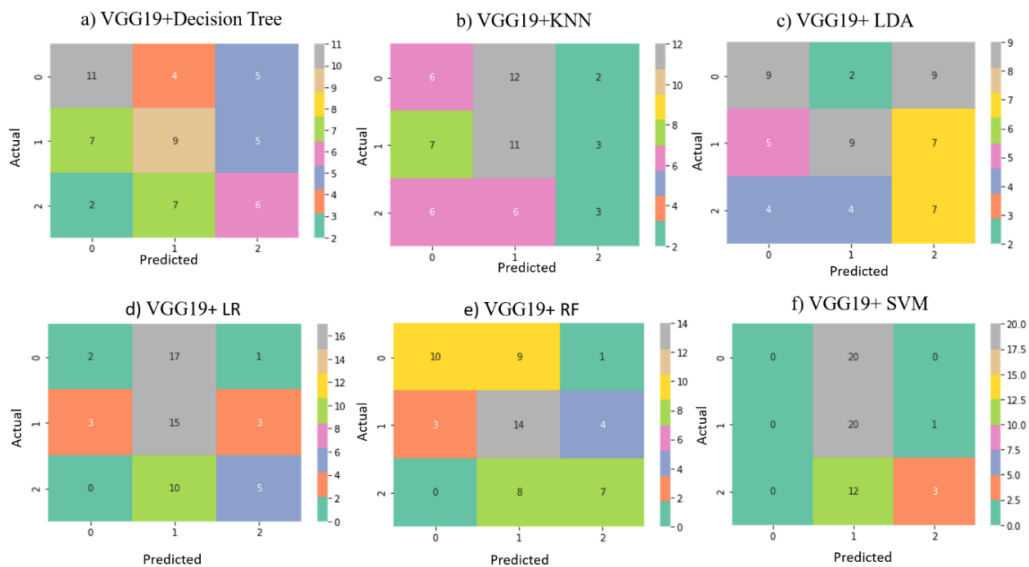 a) VGG19+Decision Tree
b) VGG19+KNN
c) VGG19+ LDA
Actual
0
1
2
11 4 5
7 9 5
2 7 6
0 1 2
Predicted
11
10
9
8
7
6
5
4
3
2
Actual
0
1
2
6 12 2
7 11 3
6 6 3
0 1 2
Predicted
12
10
8
6
4
2
Actual
0
1
2
9 2 9
5 9 7
4 4 7
0 1 2
Predicted
9
8
7
6
5
4
3
2
d) VGG19+ LR
e) VGG19+ RF
f) VGG19+ SVM
Actual
0
1
2
2 17 1
3 15 3
0 10 5
0 1 2
Predicted
16
14
12
10
8
6
4
2
0
Actual
0
1
2
10 9 1
3 14 4
0 8 7
0 1 2
Predicted
14
12
10
8
6
4
2
0
Actual
0
1
2
0 20 0
0 20 1
0 12 3
0 1 2
Predicted
20.0
17.5
15.0
12.5
10.0
7.5
5.0
2.5
0.0